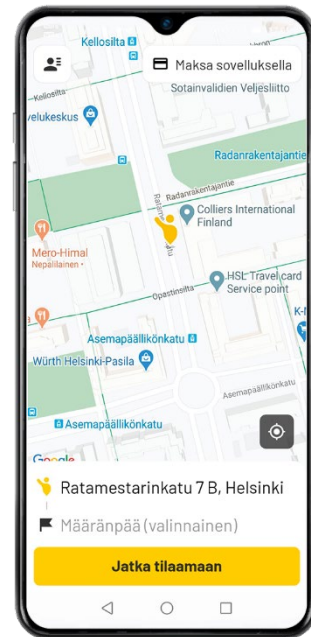 Kellosilta
Maksa sovelluksella
Sotainvalidien Veljesliitto
Kellosilta
velukeskus
Radanrakentajantie
Radanrakentajantie
Colliers International
Finland
Mero-Himal
Nepalilainen •
HSL Travel card
Service point
Opastinsilta
Asemapäällikönkatu
Würth Helsinki-Pasila
Asemapäällikönkatu
Asemapäällikönkatu
Google
Ratamestarinkatu 7 B, Helsinki
Määränpää (valinnainen)
Jatka tilaamaan